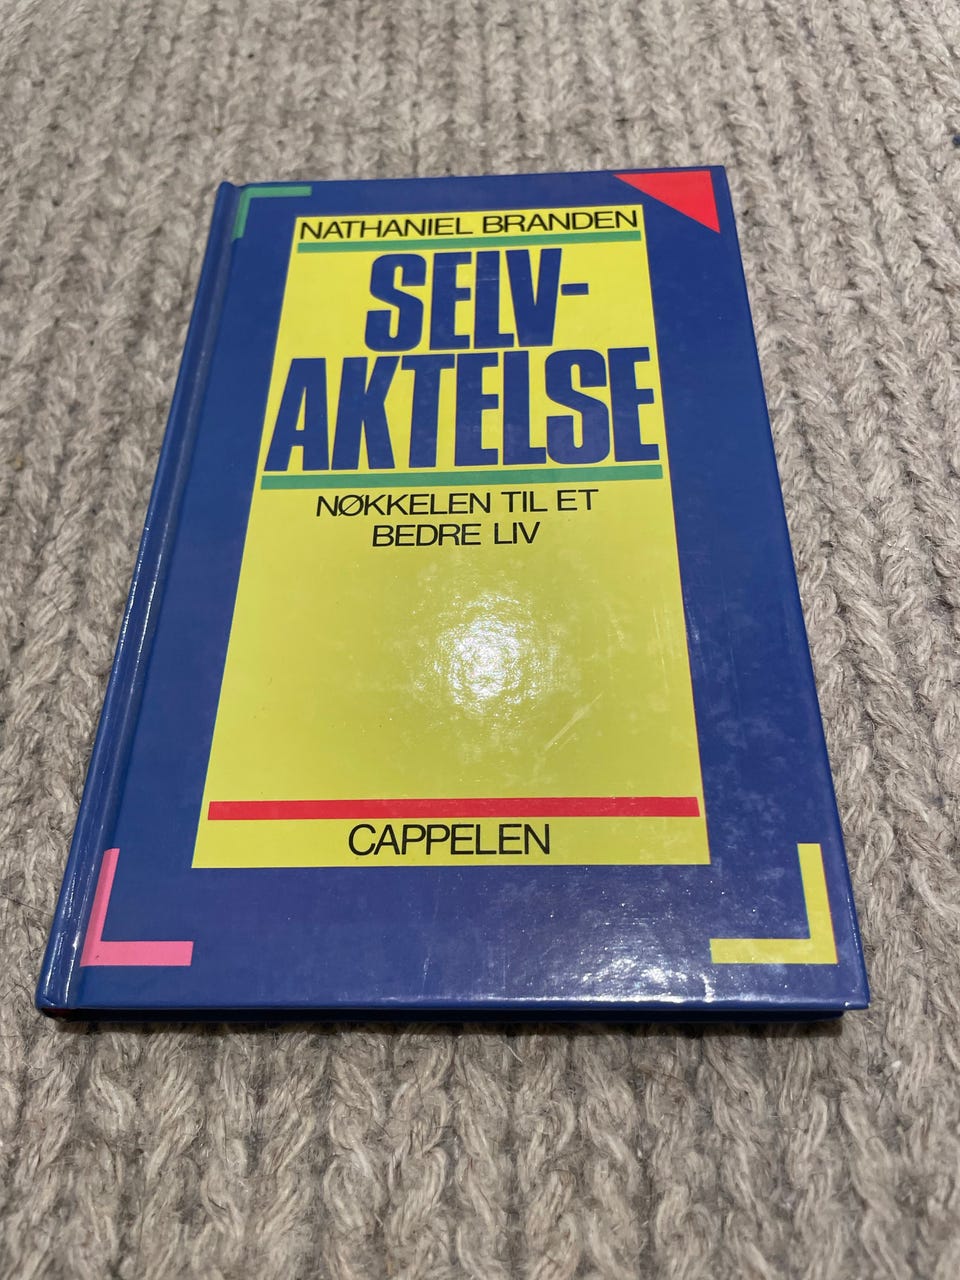 NATHANIEL BRANDEN
SELV-
AKTELSE
NØKKELEN TIL ET
BEDRE LIV
CAPPELEN